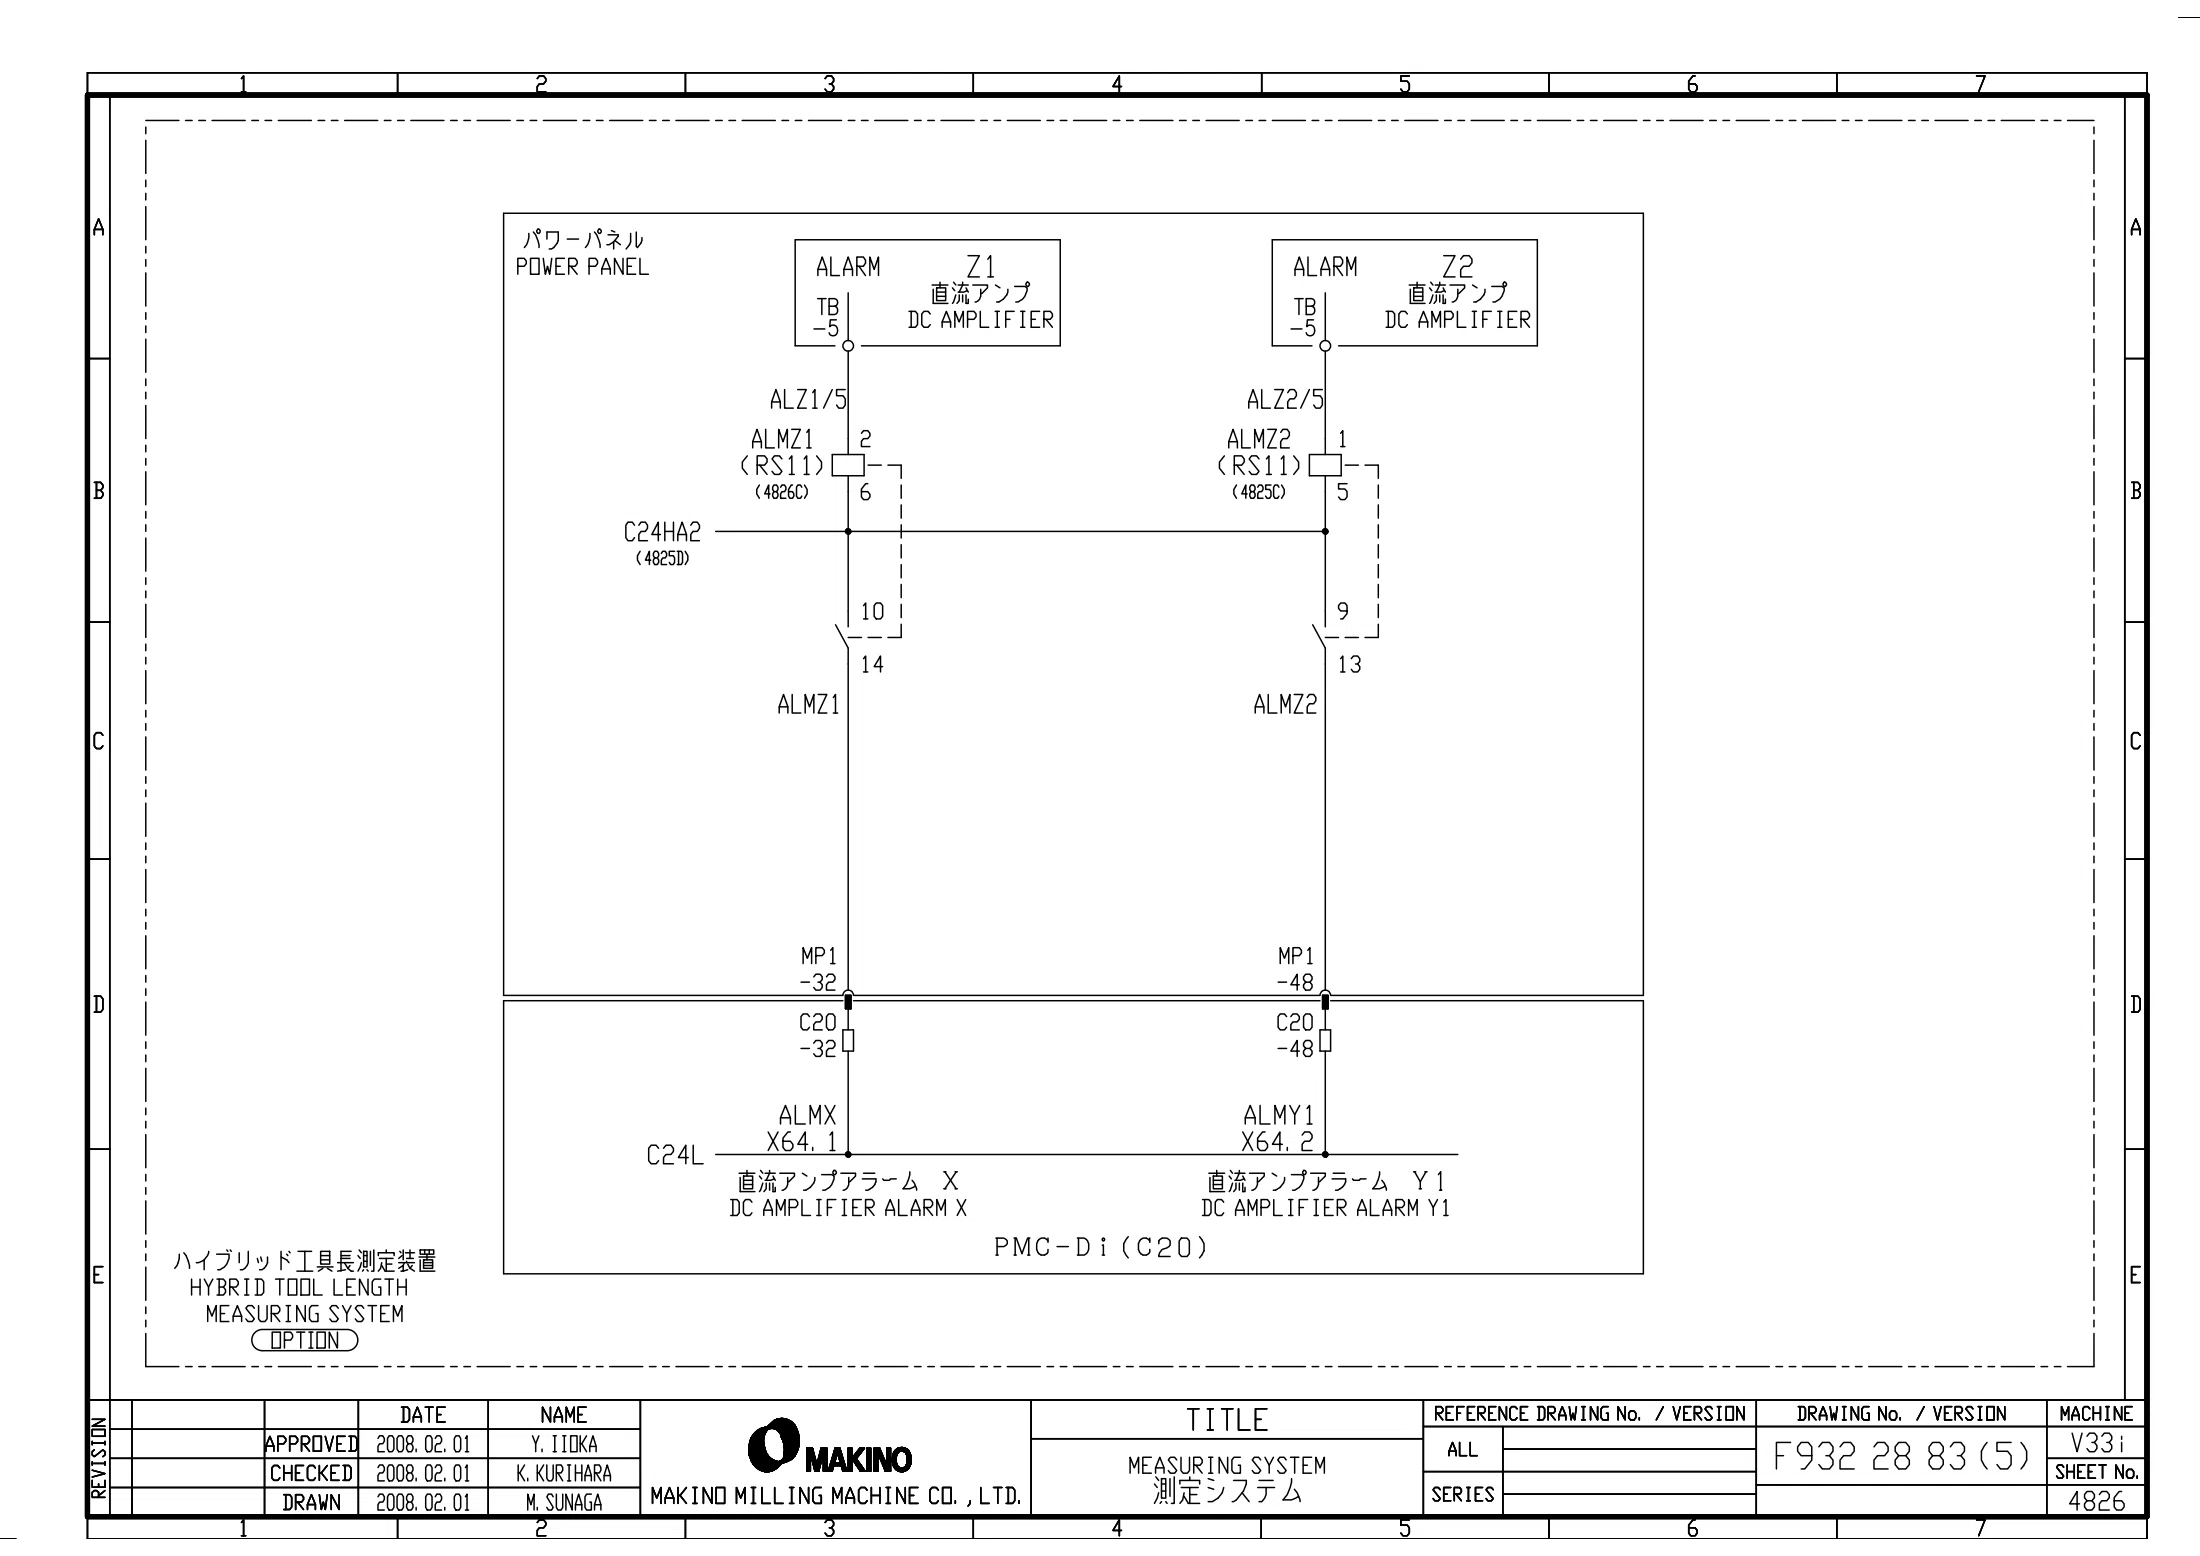 1 2 3 4 5 6 7
A
B
C
D
E
A
B
C
D
E
パワーパネル
POWER PANEL
ALARM Z1
直流アンプ
TB
-5
DC AMPLIFIER
ALARM Z2
直流アンプ
TB
-5
DC AMPLIFIER
ALZ1/5
ALZ2/5
ALMZ1 2
(RS11)
(4826C) 6
ALMZ2 1
(RS11)
(4825C) 5
C24HA2
(4825D)
10
14
9
13
ALMZ1
ALMZ2
MP1
-32
MP1
-48
C20
-32
C20
-48
ALMX
X64.1
ALMY1
X64.2
C24L
直流アンプアラーム X
DC AMPLIFIER ALARM X
直流アンプアラーム Y1
DC AMPLIFIER ALARM Y1
PMC-Di(C20)
ハイブリッド工具長測定装置
HYBRID TOOL LENGTH
MEASURING SYSTEM
OPTION
REVISION
DATE NAME
APPROVED 2008.02.01 Y. IIOKA
CHECKED 2008.02.01 K. KURIHARA
DRAWN 2008.02.01 M. SUNAGA
MAKINO
MAKINO MILLING MACHINE CO.,LTD.
TITLE
MEASURING SYSTEM
測定システム
REFERENCE DRAWING No. / VERSION
ALL
SERIES
DRAWING No. / VERSION
F932 28 83(5)
MACHINE
V33i
SHEET No.
4826
1 2 3 4 5 6 7